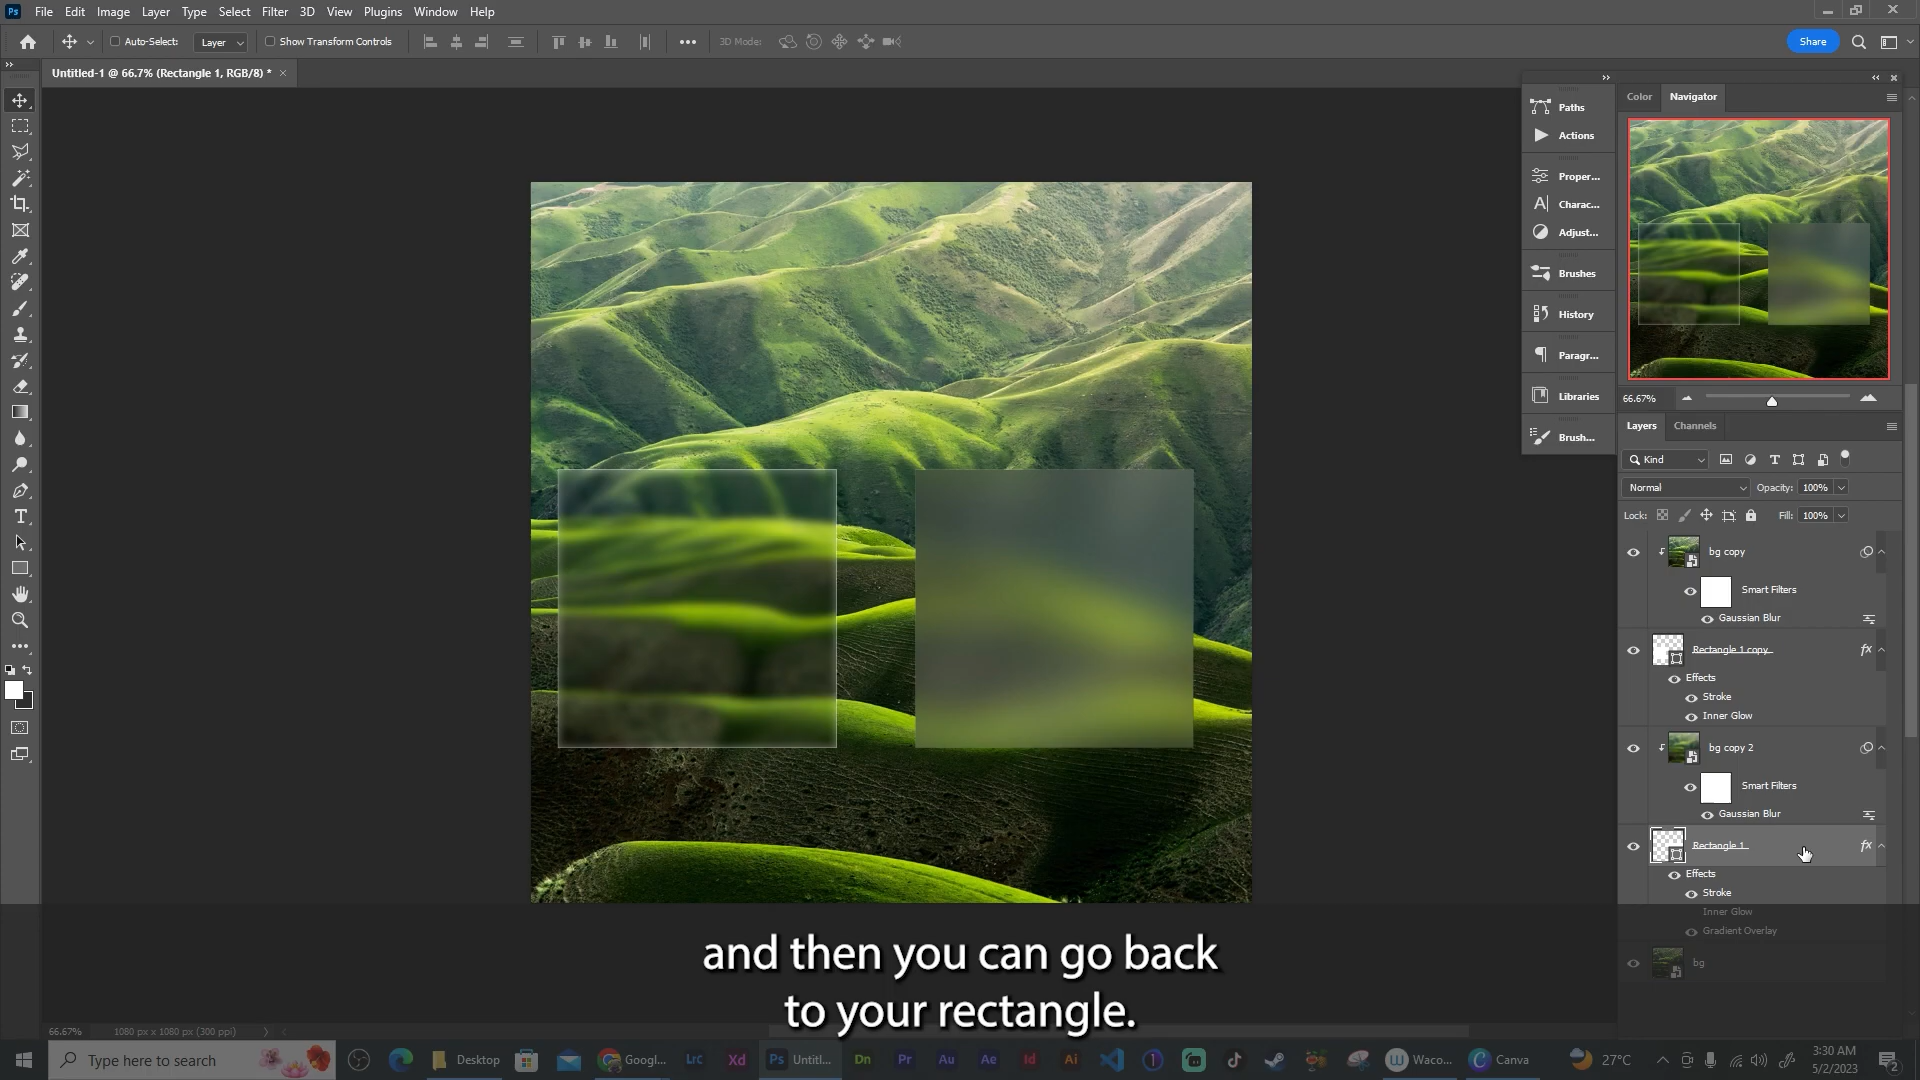 Ps File Edit Image Layer Type Select Filter 3D View Plugins Window Help
Auto-Select: Layer Show Transform Controls 3D Mode: Share
Untitled-1 @ 66.7% (Rectangle 1, RGB/8) *
Paths
Actions
Proper...
Charac...
Adjust...
Brushes
History
Paragr...
Libraries
Brush...
Color Navigator
66.67%
Layers Channels
Kind
Normal Opacity: 100%
Lock: Fill: 100%
bg copy
Smart Filters
Gaussian Blur
Rectangle 1 copy
fx
Effects
Stroke
Inner Glow
bg copy 2
Smart Filters
Gaussian Blur
Rectangle 1
fx
Effects
Stroke
Inner Glow
Gradient Overlay
bg
and then you can go back
to your rectangle.
66.67% 1080 px x 1080 px (300 ppi)
Type here to search Desktop Googl... LrC Xd Ps Untitl... Dn Pr Au Ae Id Ai Waco... Canva 27°C 3:30 AM
5/2/2023
2